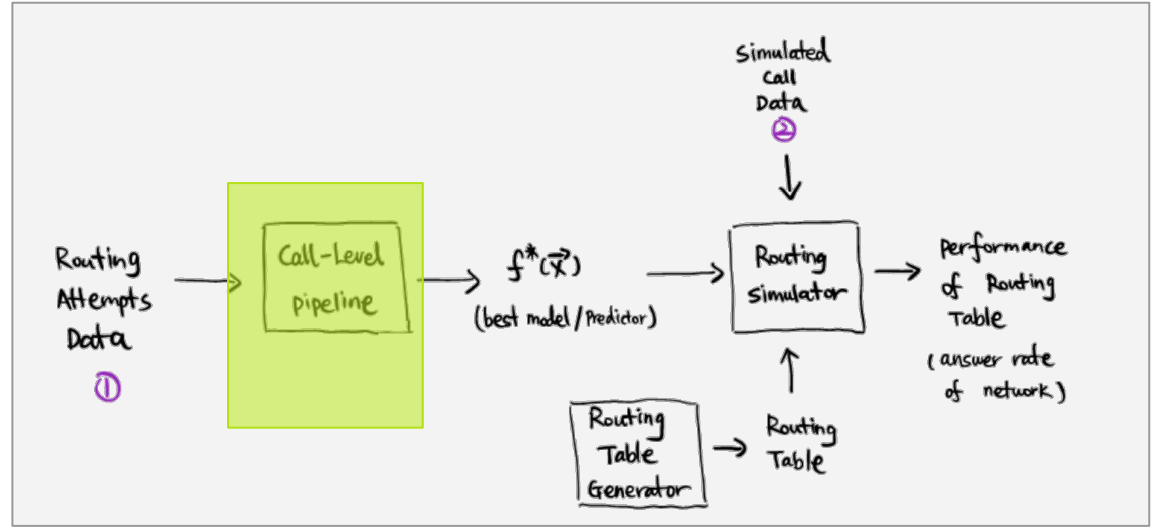 Simulated
Call
Data
②
Routing
Attempts
Data
①
Call-Level
pipeline
f*(x⃗)
(best model/Predictor)
Routing
Simulator
performance
of Routing
Table
(answer rate
of network)
Routing
Table
Generator
Routing
Table